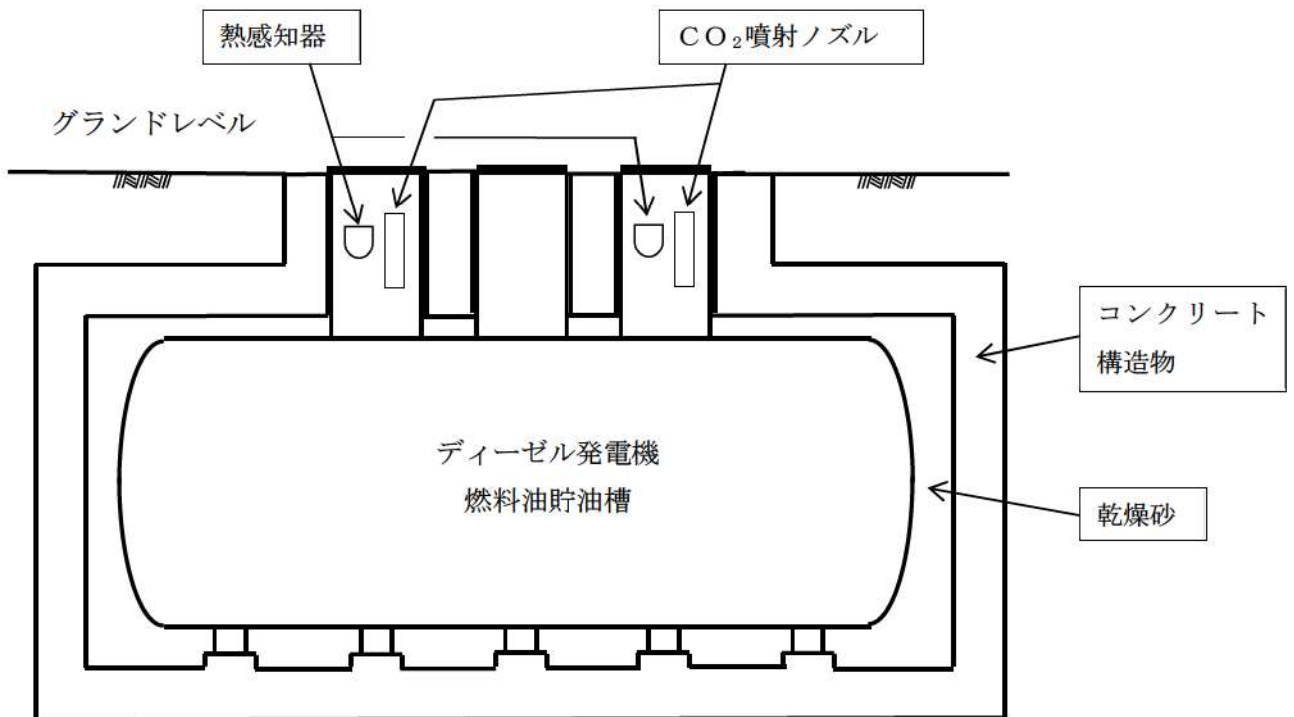 熱感知器
CO₂噴射ノズル
グランドレベル
コンクリート
構造物
ディーゼル発電機
燃料油貯油槽
乾燥砂